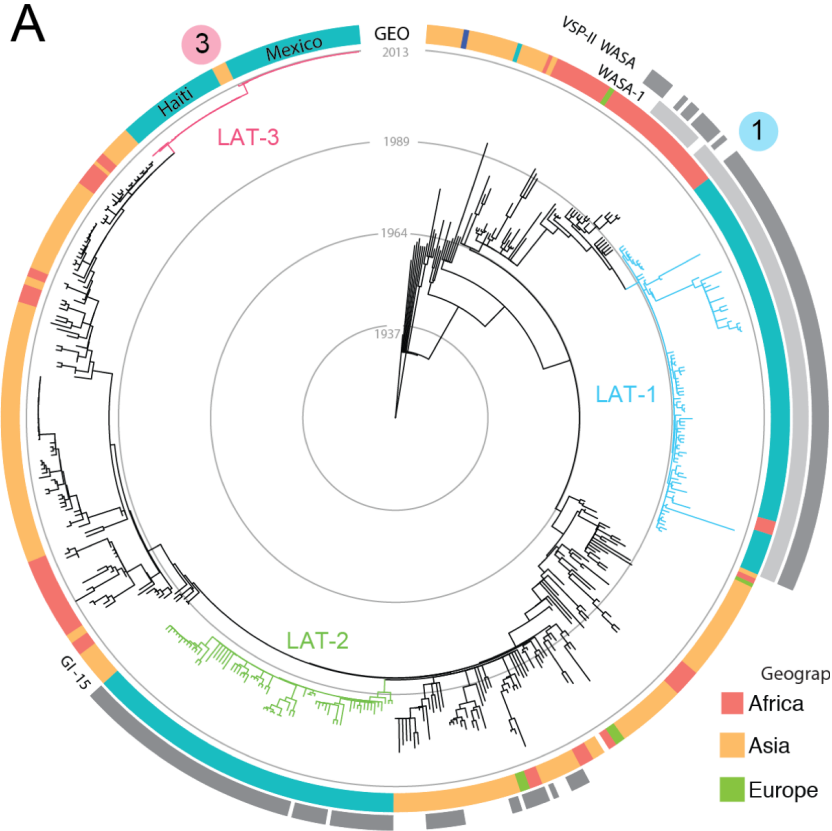 A
3
Mexico
GEO
2013
VSP-II WASA
WASA-1
1
Haiti
LAT-3
1989
1964
1937
LAT-1
LAT-2
GI-15
Geograp
Africa
Asia
Europe